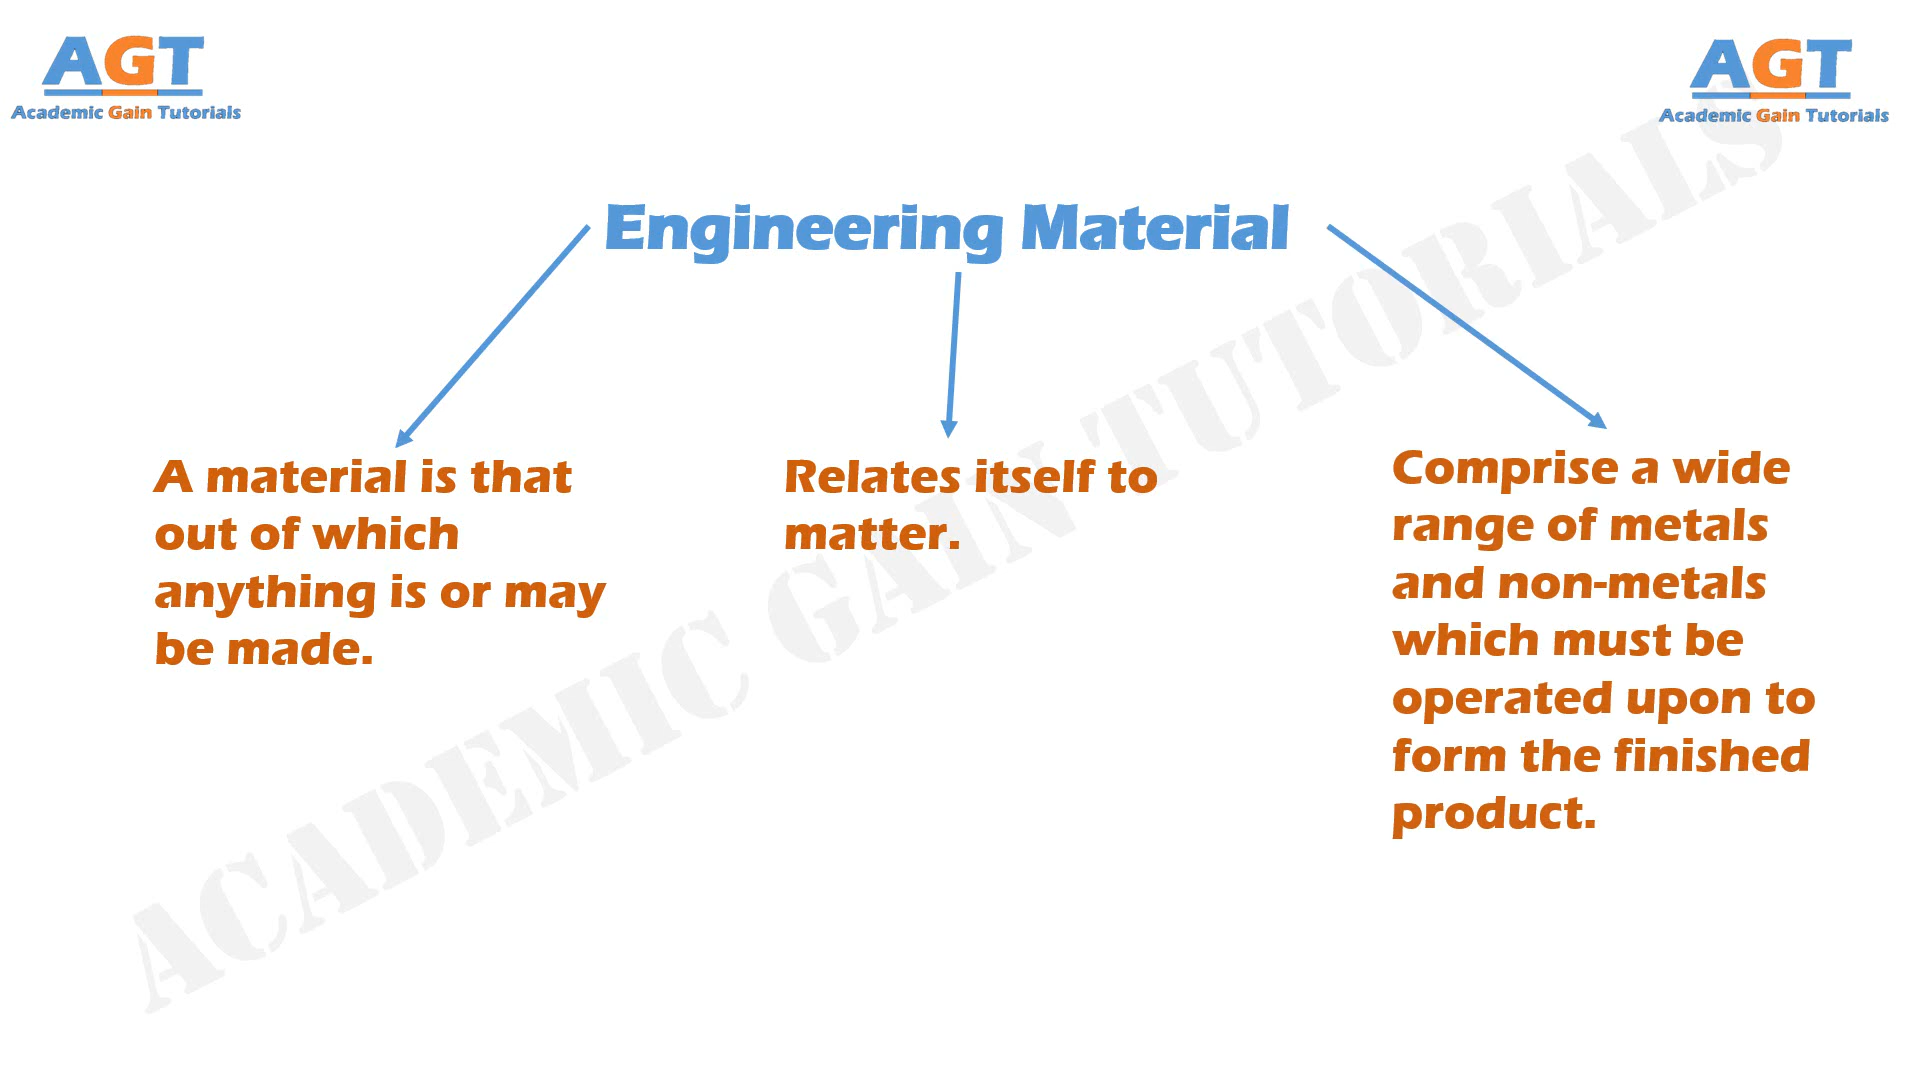 AGT
Academic Gain Tutorials
AGT
Academic Gain Tutorials
Engineering Material
A material is that
out of which
anything is or may
be made.
Relates itself to
matter.
Comprise a wide
range of metals
and non-metals
which must be
operated upon to
form the finished
product.
ACADEMIC GAIN TUTORIALS